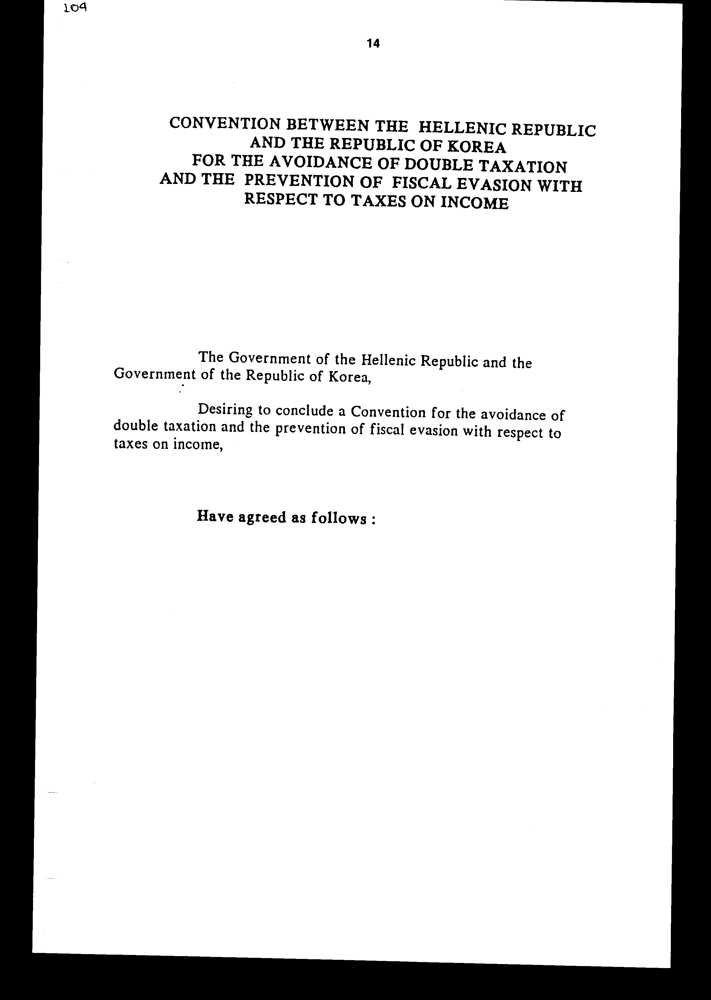 104
14
CONVENTION BETWEEN THE HELLENIC REPUBLIC
AND THE REPUBLIC OF KOREA
FOR THE AVOIDANCE OF DOUBLE TAXATION
AND THE PREVENTION OF FISCAL EVASION WITH
RESPECT TO TAXES ON INCOME
The Government of the Hellenic Republic and the
Government of the Republic of Korea,
Desiring to conclude a Convention for the avoidance of
double taxation and the prevention of fiscal evasion with respect to
taxes on income,
Have agreed as follows :